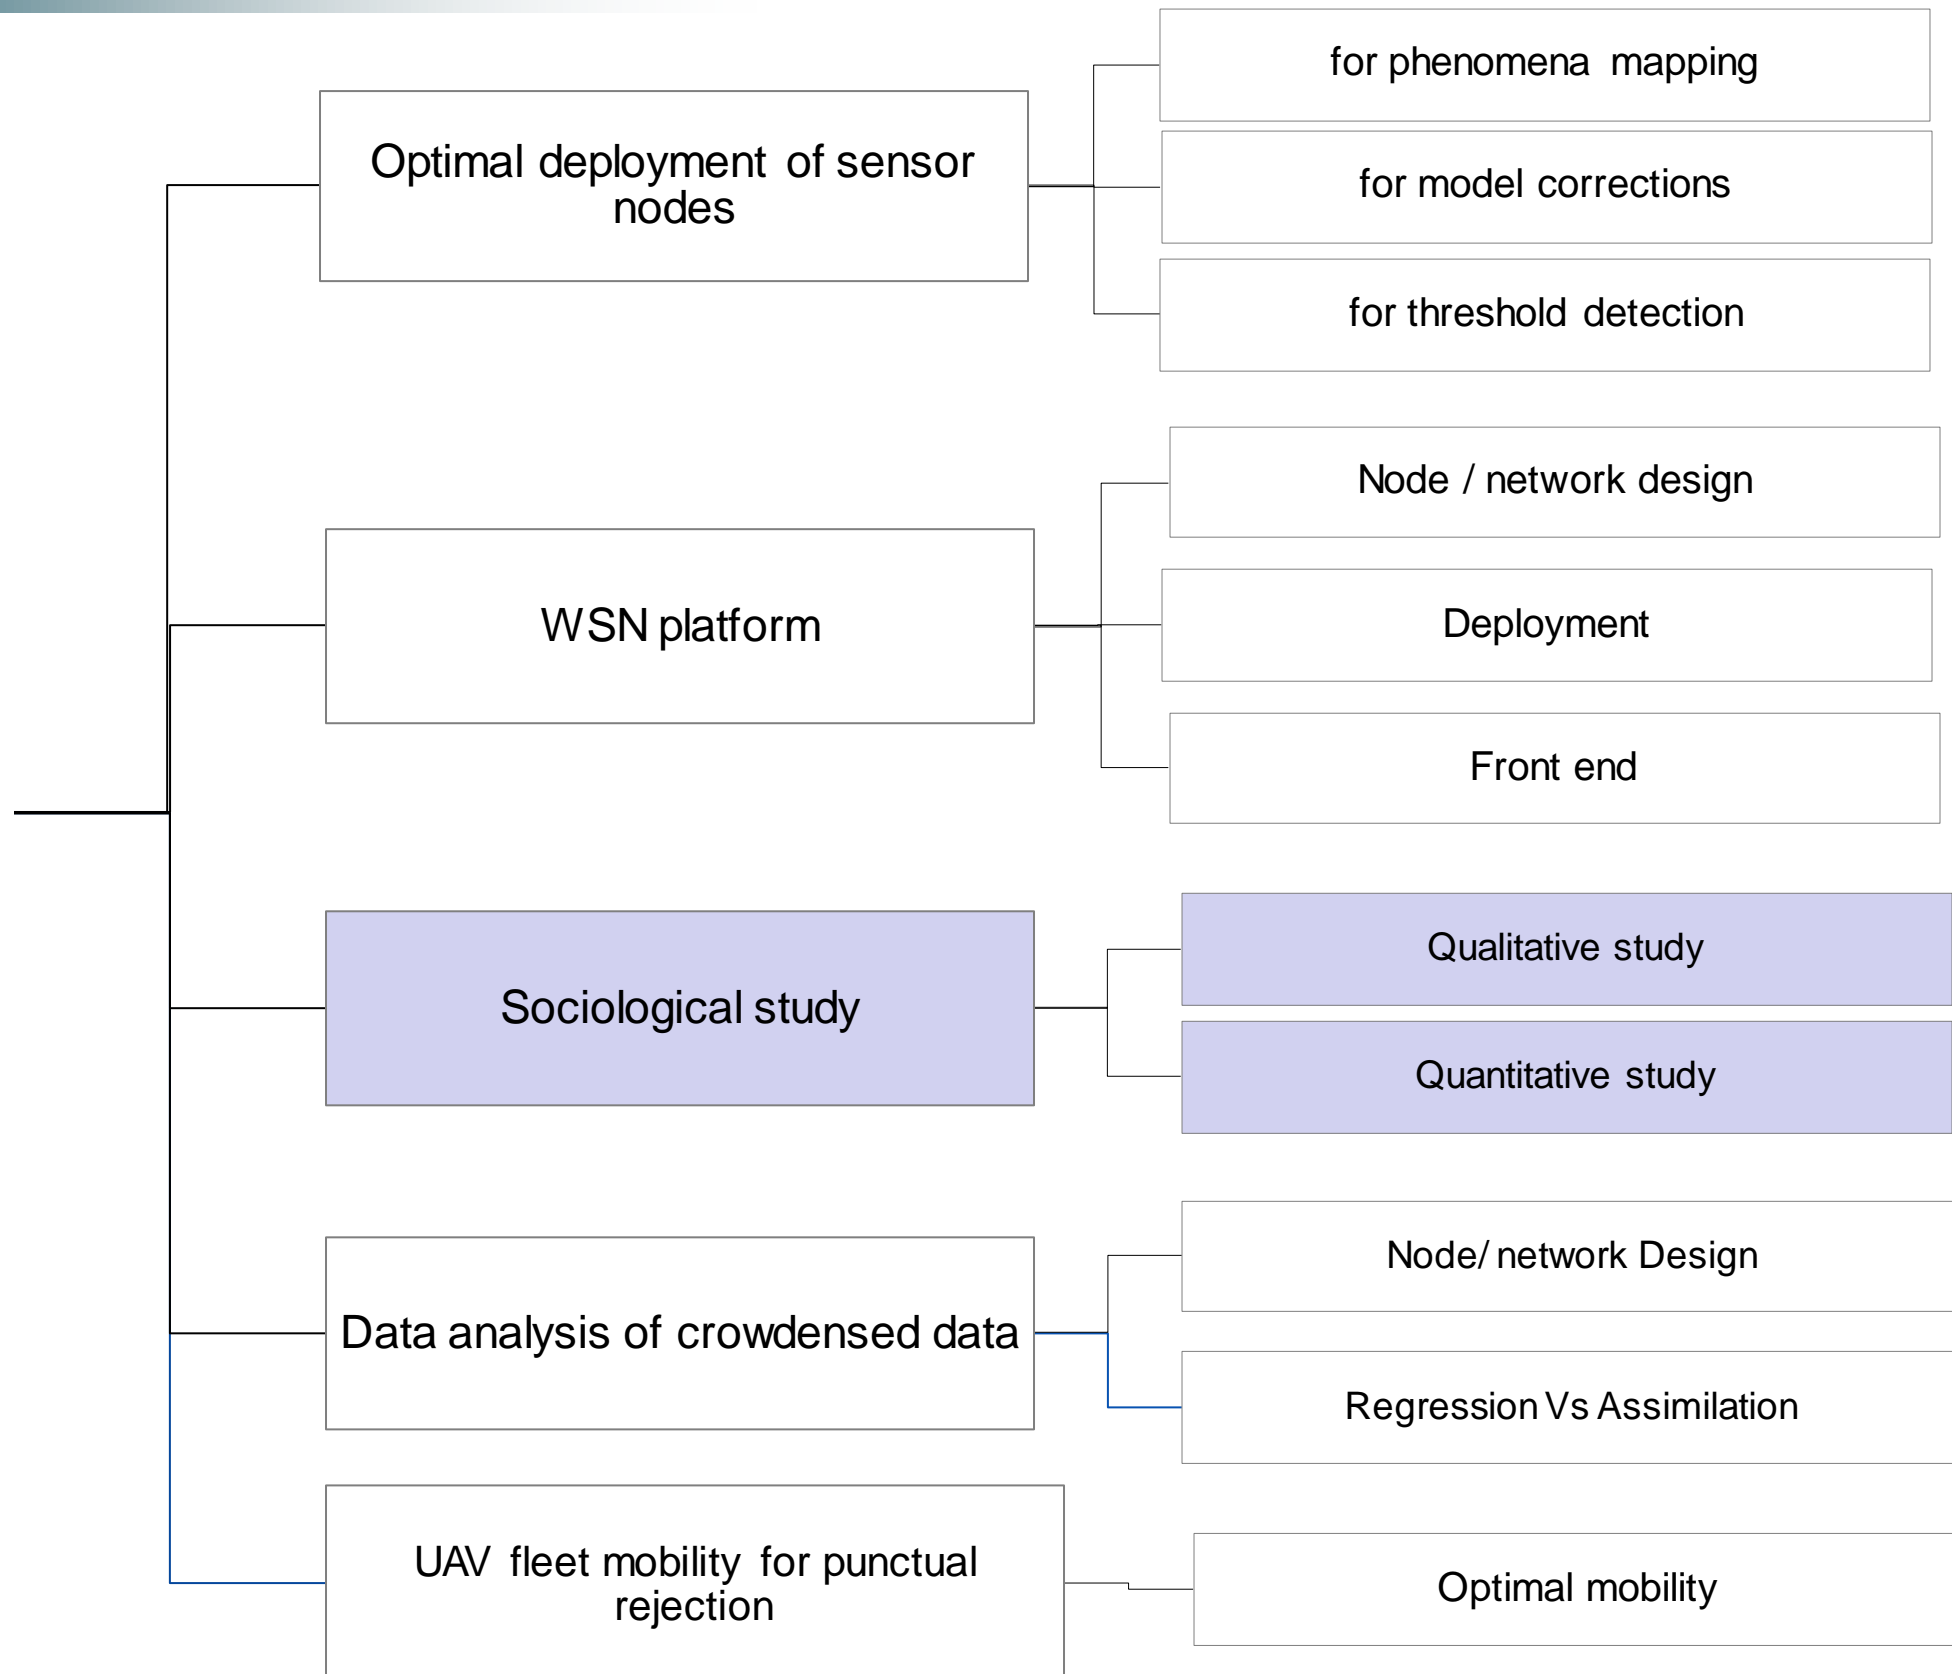 for phenomena mapping
Optimal deployment of sensor
nodes
for model corrections
for threshold detection
Node / network design
WSN platform
Deployment
Front end
Qualitative study
Sociological study
Quantitative study
Node/ network Design
Data analysis of crowdensed data
Regression Vs Assimilation
UAV fleet mobility for punctual
rejection
Optimal mobility